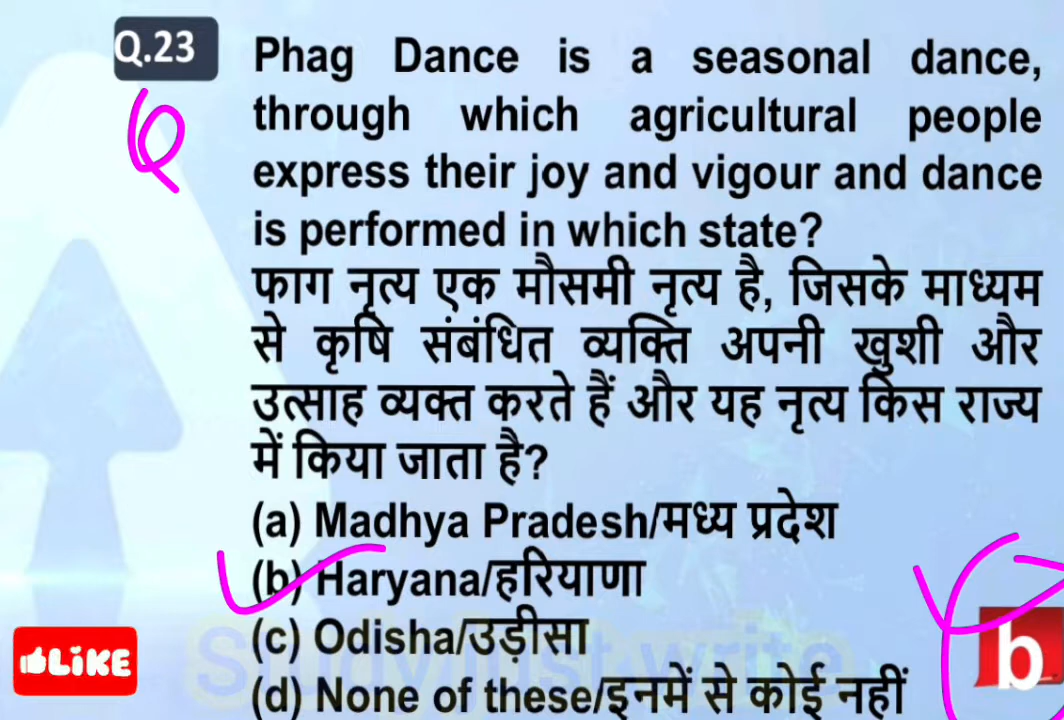 Q.23
Phag Dance is a seasonal dance,
through which agricultural people
express their joy and vigour and dance
is performed in which state?
फाग नृत्य एक मौसमी नृत्य है, जिसके माध्यम
से कृषि संबंधित व्यक्ति अपनी खुशी और
उत्साह व्यक्त करते हैं और यह नृत्य किस राज्य
में किया जाता है?
(a) Madhya Pradesh/मध्य प्रदेश
(b) Haryana/हरियाणा
(c) Odisha/उड़ीसा
(d) None of these/इनमें से कोई नहीं
LiKE
b